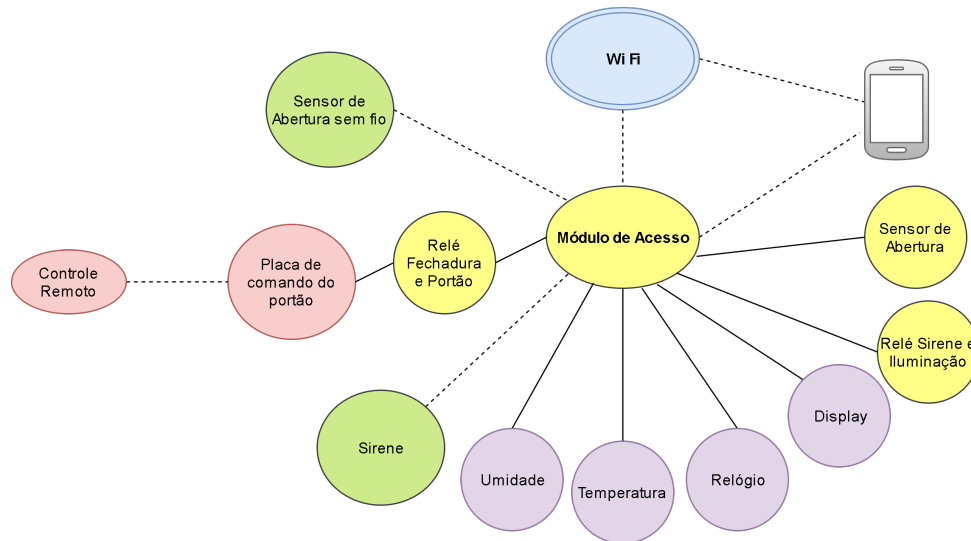 Wi Fi
Sensor de
Abertura sem fio
Sensor de
Abertura
Módulo de Acesso
Relé
Fechadura
e Portão
Placa de
comando do
portão
Controle
Remoto
Relé Sirene e
Iluminação
Display
Sirene
Umidade
Temperatura
Relógio